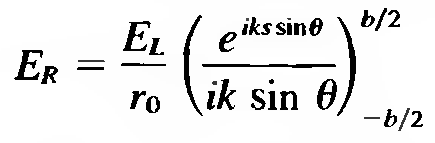 E_R = \frac{E_L}{r_0} \left( \frac{e^{iks \sin \theta}}{ik \sin \theta} \right)_{-b/2}^{b/2}